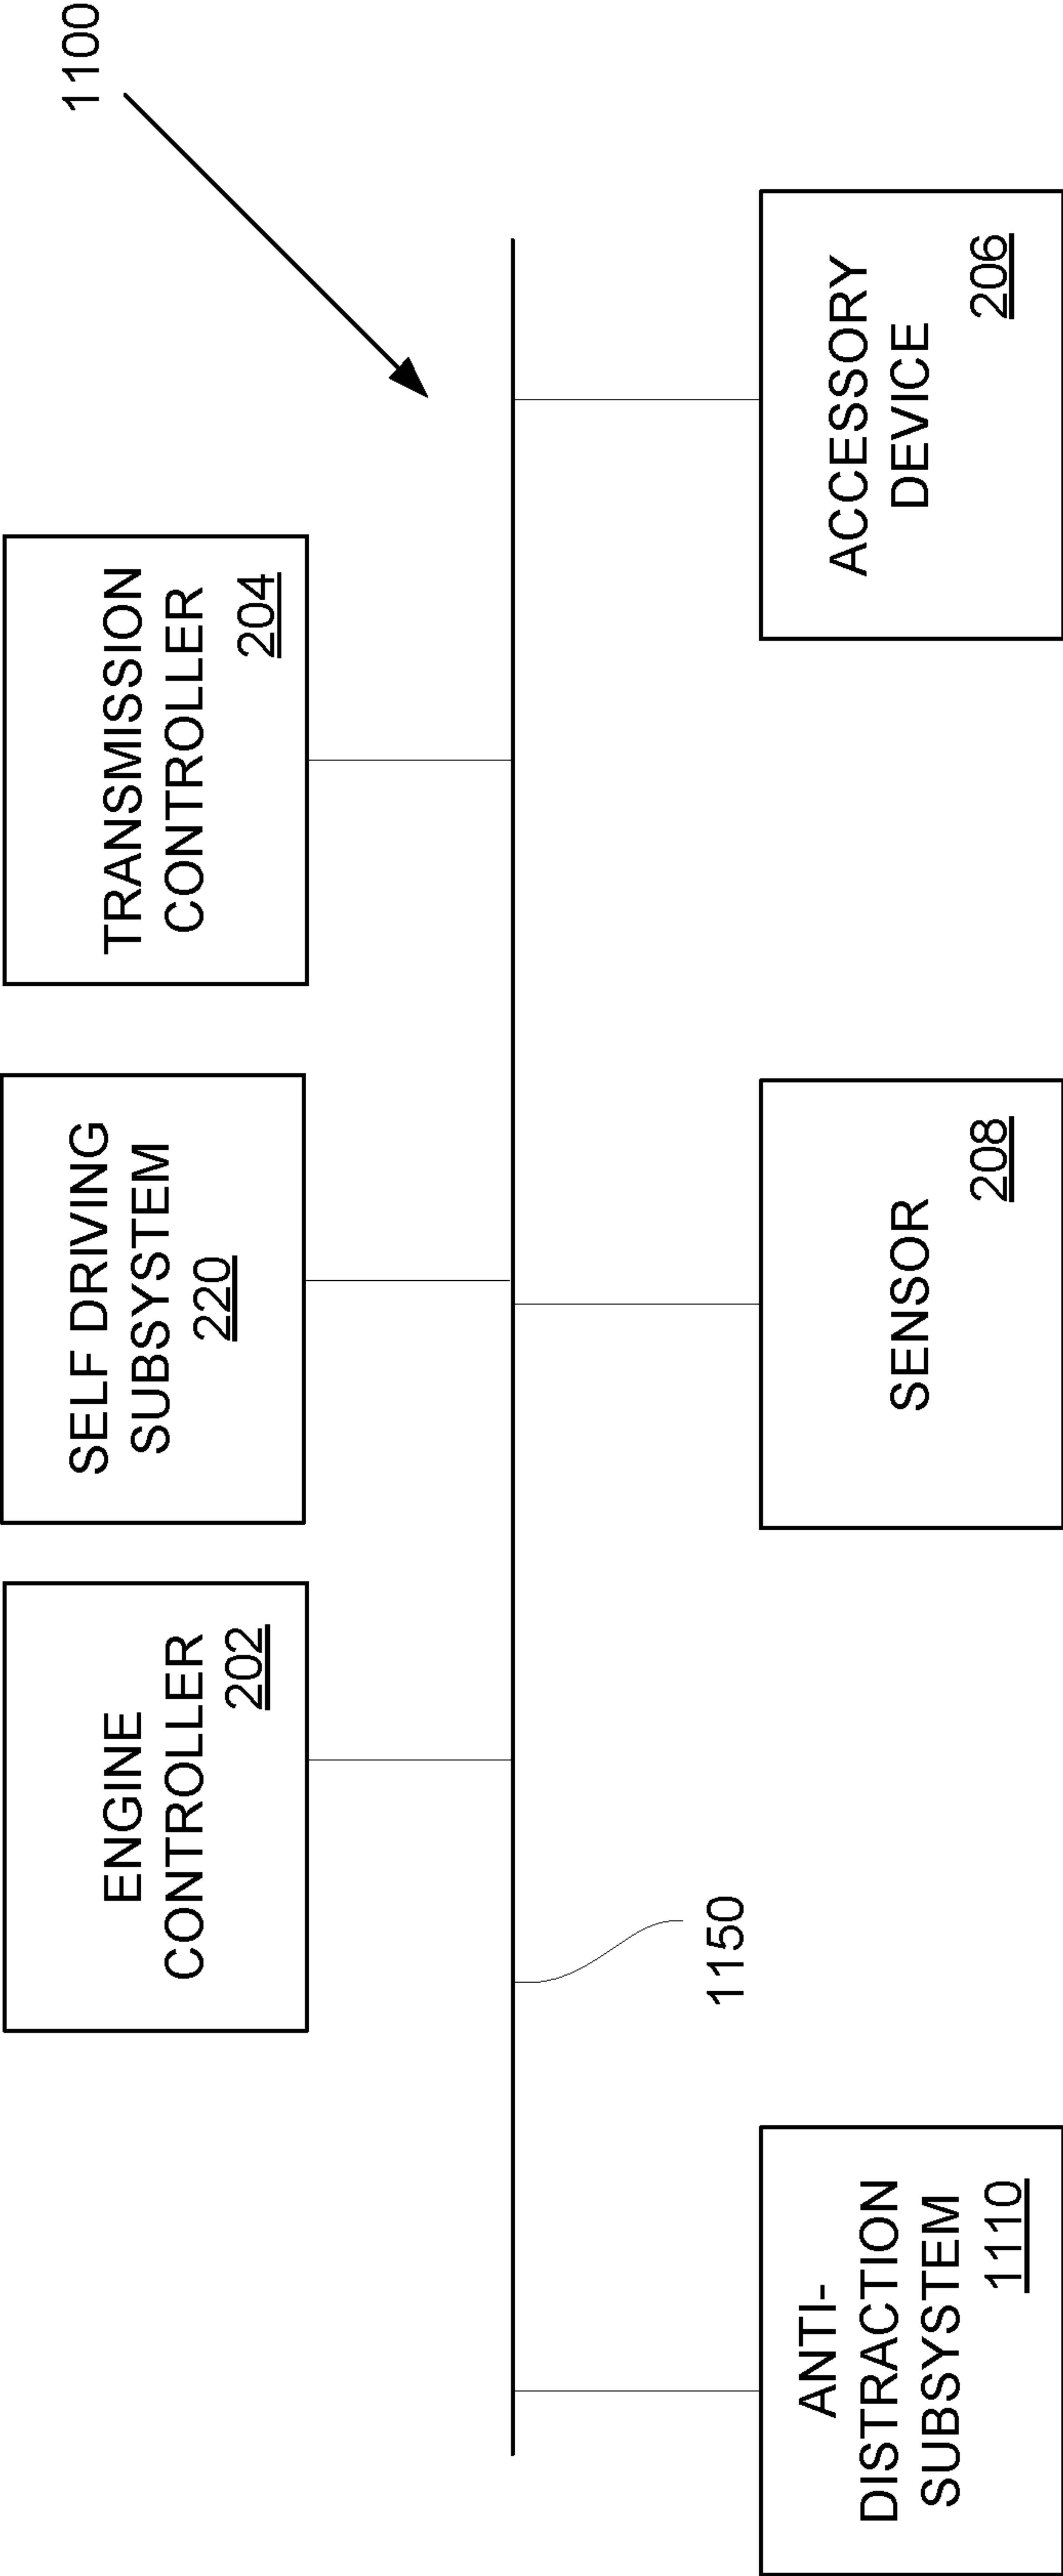 1100
ENGINE
CONTROLLER
202
SELF DRIVING
SUBSYSTEM
220
TRANSMISSION
CONTROLLER
204
1150
ANTI-
DISTRACTION
SUBSYSTEM
1110
SENSOR
208
ACCESSORY
DEVICE
206